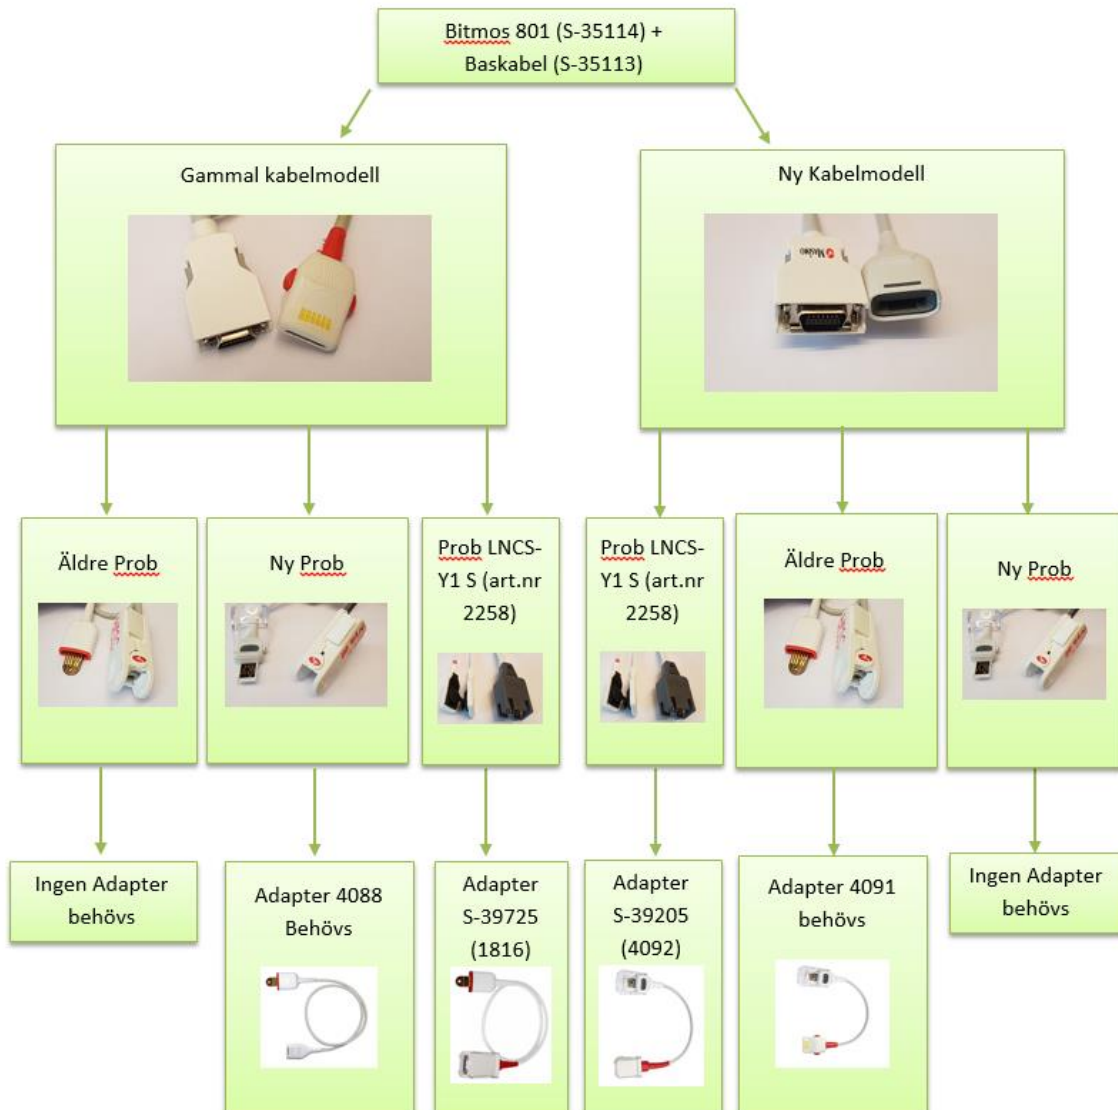 Bitmos 801 (S-35114) +
Baskabel (S-35113)
Gammal kabelmodell
Ny Kabelmodell
Masimo
Äldre Prob
Ny Prob
Prob LNCS-
Y1 S (art.nr
2258)
Prob LNCS-
Y1 S (art.nr
2258)
Äldre Prob
Ny Prob
Ingen Adapter
behövs
Adapter 4088
Behövs
Adapter
S-39725
(1816)
Adapter
S-39205
(4092)
Adapter 4091
behövs
Ingen Adapter
behövs